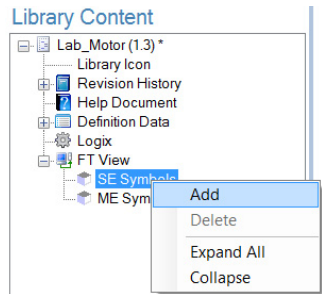 Library Content
Lab_Motor (1.3) *
Library Icon
Revision History
Help Document
Definition Data
Logix
FT View
SE Symbols
ME Sym
Add
Delete
Expand All
Collapse